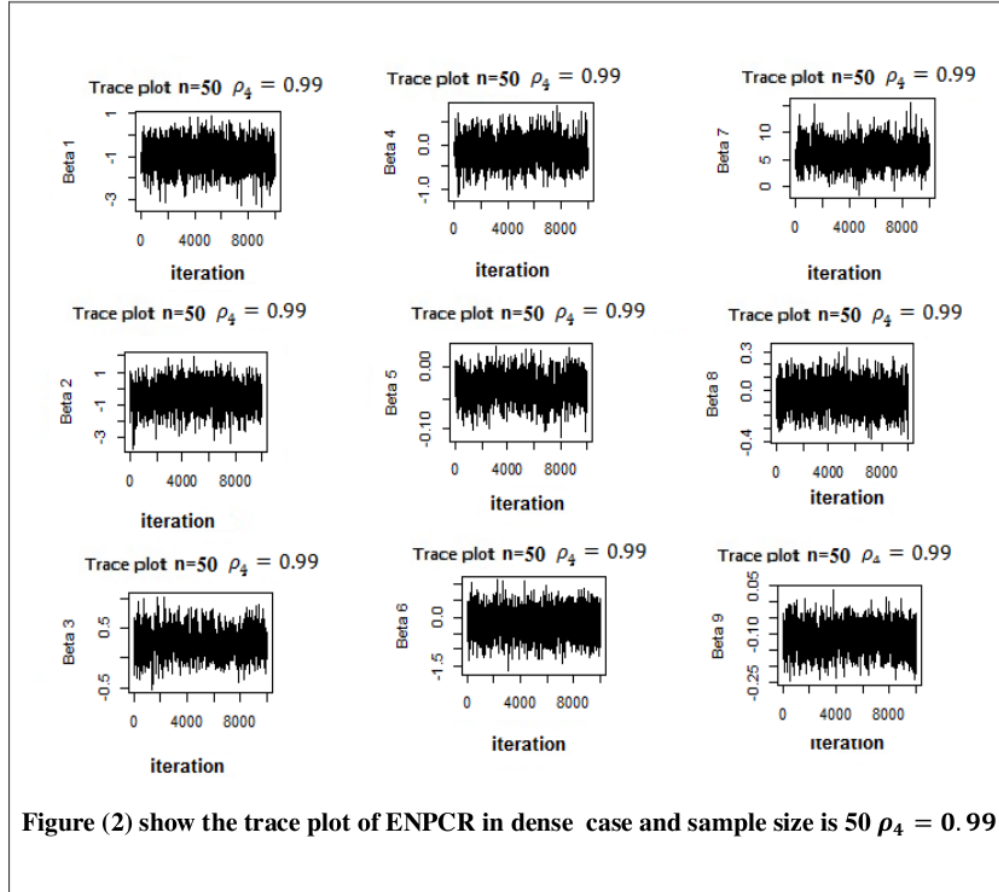 Trace plot n=50 ρ₄ = 0.99
Beta 1
1
-1
-3
0 4000 8000
iteration
Trace plot n=50 ρ₄ = 0.99
Beta 4
0.0
-1.0
0 4000 8000
iteration
Trace plot n=50 ρ₄ = 0.99
Beta 7
10
5
0
0 4000 8000
iteration
Trace plot n=50 ρ₄ = 0.99
Beta 2
1
-1
-3
0 4000 8000
iteration
Trace plot n=50 ρ₄ = 0.99
Beta 5
0.00
-0.10
0 4000 8000
iteration
Trace plot n=50 ρ₄ = 0.99
Beta 8
0.3
0.0
-0.4
0 4000 8000
iteration
Trace plot n=50 ρ₄ = 0.99
Beta 3
0.5
-0.5
0 4000 8000
iteration
Trace plot n=50 ρ₄ = 0.99
Beta 6
0.0
-1.5
0 4000 8000
iteration
Trace plot n=50 ρ₄ = 0.99
Beta 9
0.05
-0.10
-0.25
0 4000 8000
iteration
Figure (2) show the trace plot of ENPCR in dense case and sample size is 50 ρ₄ = 0.99